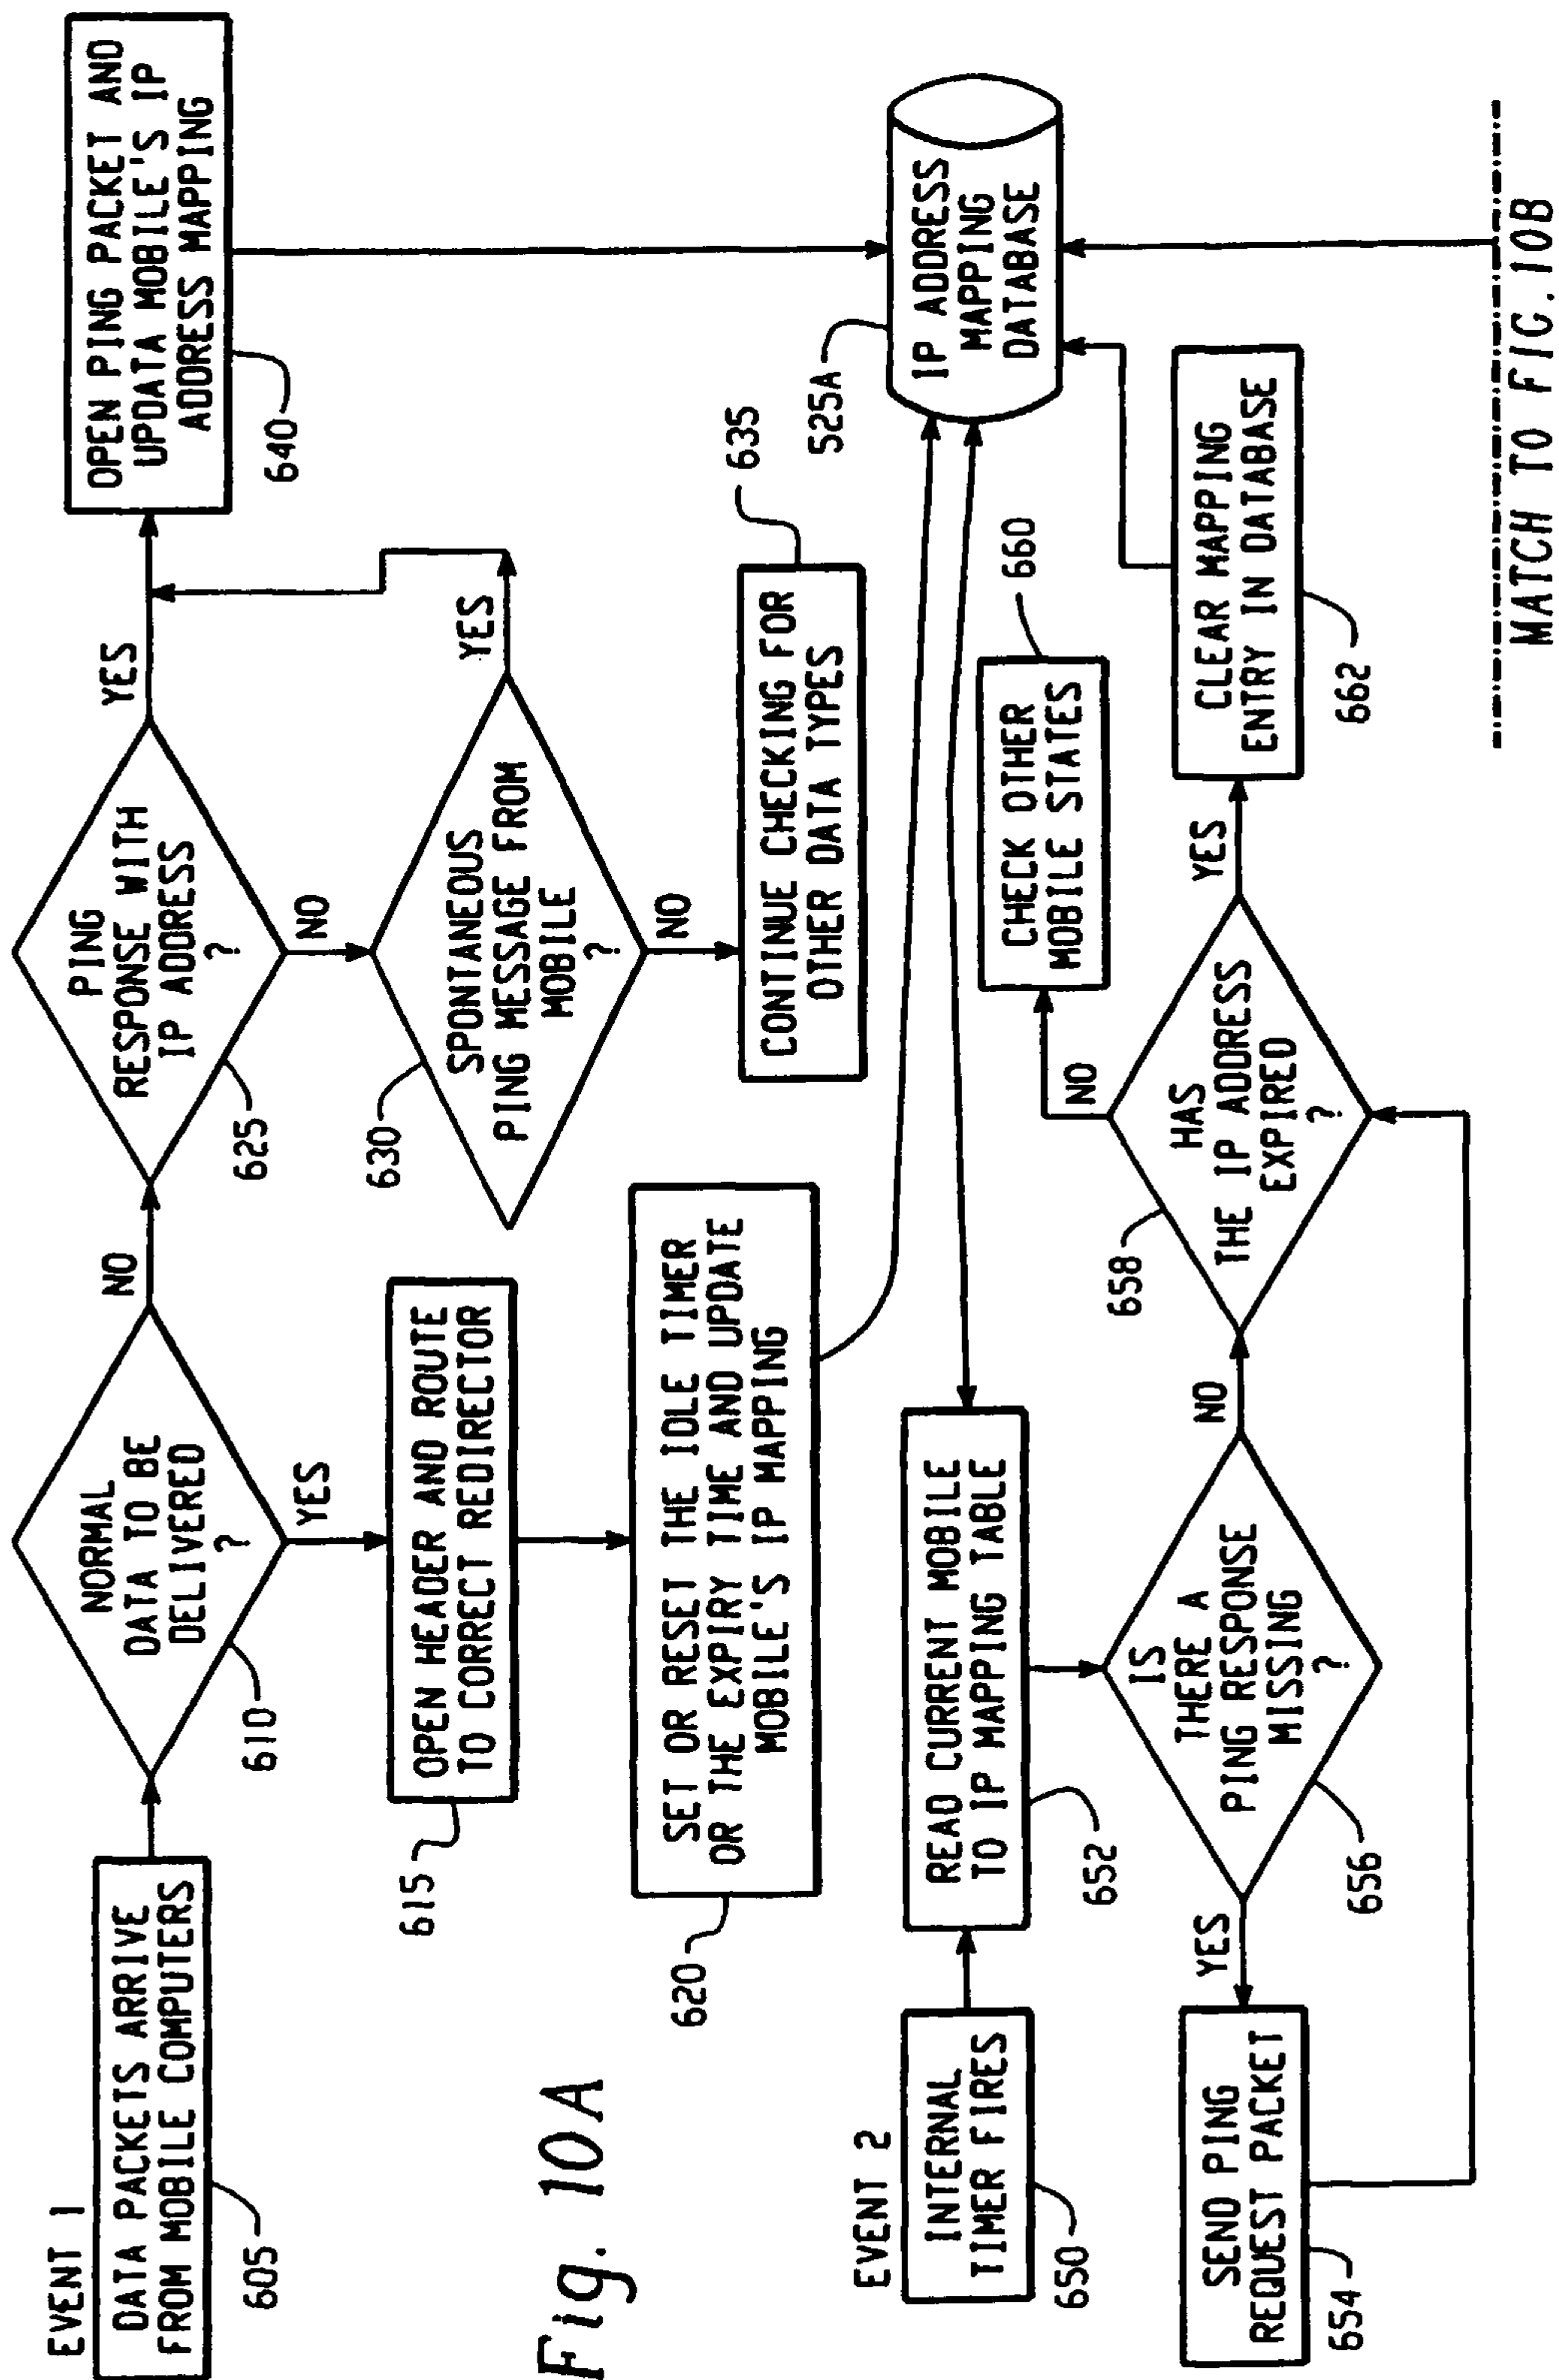 EVENT 1
DATA PACKETS ARRIVE
FROM MOBILE COMPUTERS
605
NORMAL
DATA TO BE
DELIVERED
?
610
NO
YES
PING
RESPONSE WITH
IP ADDRESS
?
625
YES
NO
OPEN PING PACKET AND
UPDATA MOBILE'S IP
ADDRESS MAPPING
640
OPEN HEADER AND ROUTE
TO CORRECT REDIRECTOR
615
SPONTANEOUS
PING MESSAGE FROM
MOBILE
?
630
YES
NO
SET OR RESET THE IDLE TIMER
OR THE EXPIRY TIME AND UPDATE
MOBILE'S IP MAPPING
620
CONTINUE CHECKING FOR
OTHER DATA TYPES
635
Fig. 10A
IP ADDRESS
MAPPING
DATABASE
525A
EVENT 2
INTERNAL
TIMER FIRES
650
READ CURRENT MOBILE
TO IP MAPPING TABLE
652
CHECK OTHER
MOBILE STATES
660
SEND PING
REQUEST PACKET
654
YES
IS
THERE A
PING RESPONSE
MISSING
?
656
NO
HAS
THE IP ADDRESS
EXPIRED
?
658
NO
YES
CLEAR MAPPING
ENTRY IN DATABASE
662
MATCH TO FIG.10B